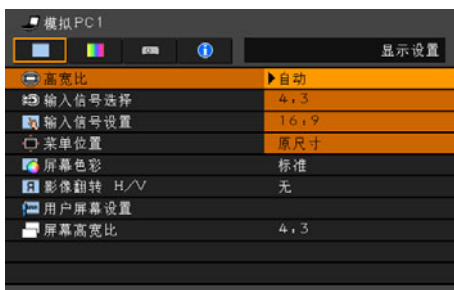 模拟PC1
显示设置
高宽比 自动
输入信号选择 4:3
输入信号设置 16:9
菜单位置 原尺寸
屏幕色彩 标准
影像翻转 H/V 无
用户屏幕设置
屏幕高宽比 4:3